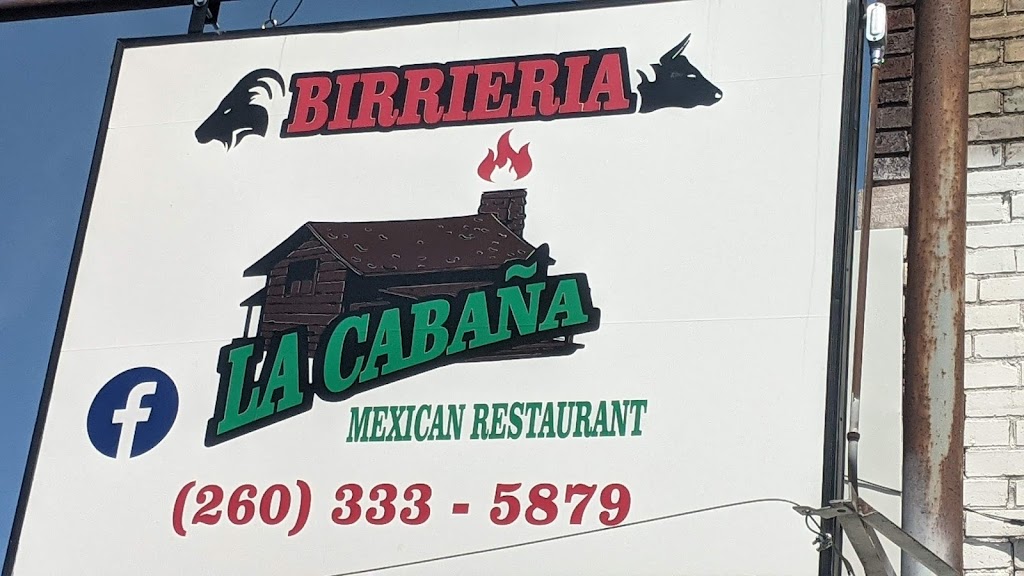 BIRRIERIA
LA CABAÑA
f
MEXICAN RESTAURANT
(260) 333 - 5879